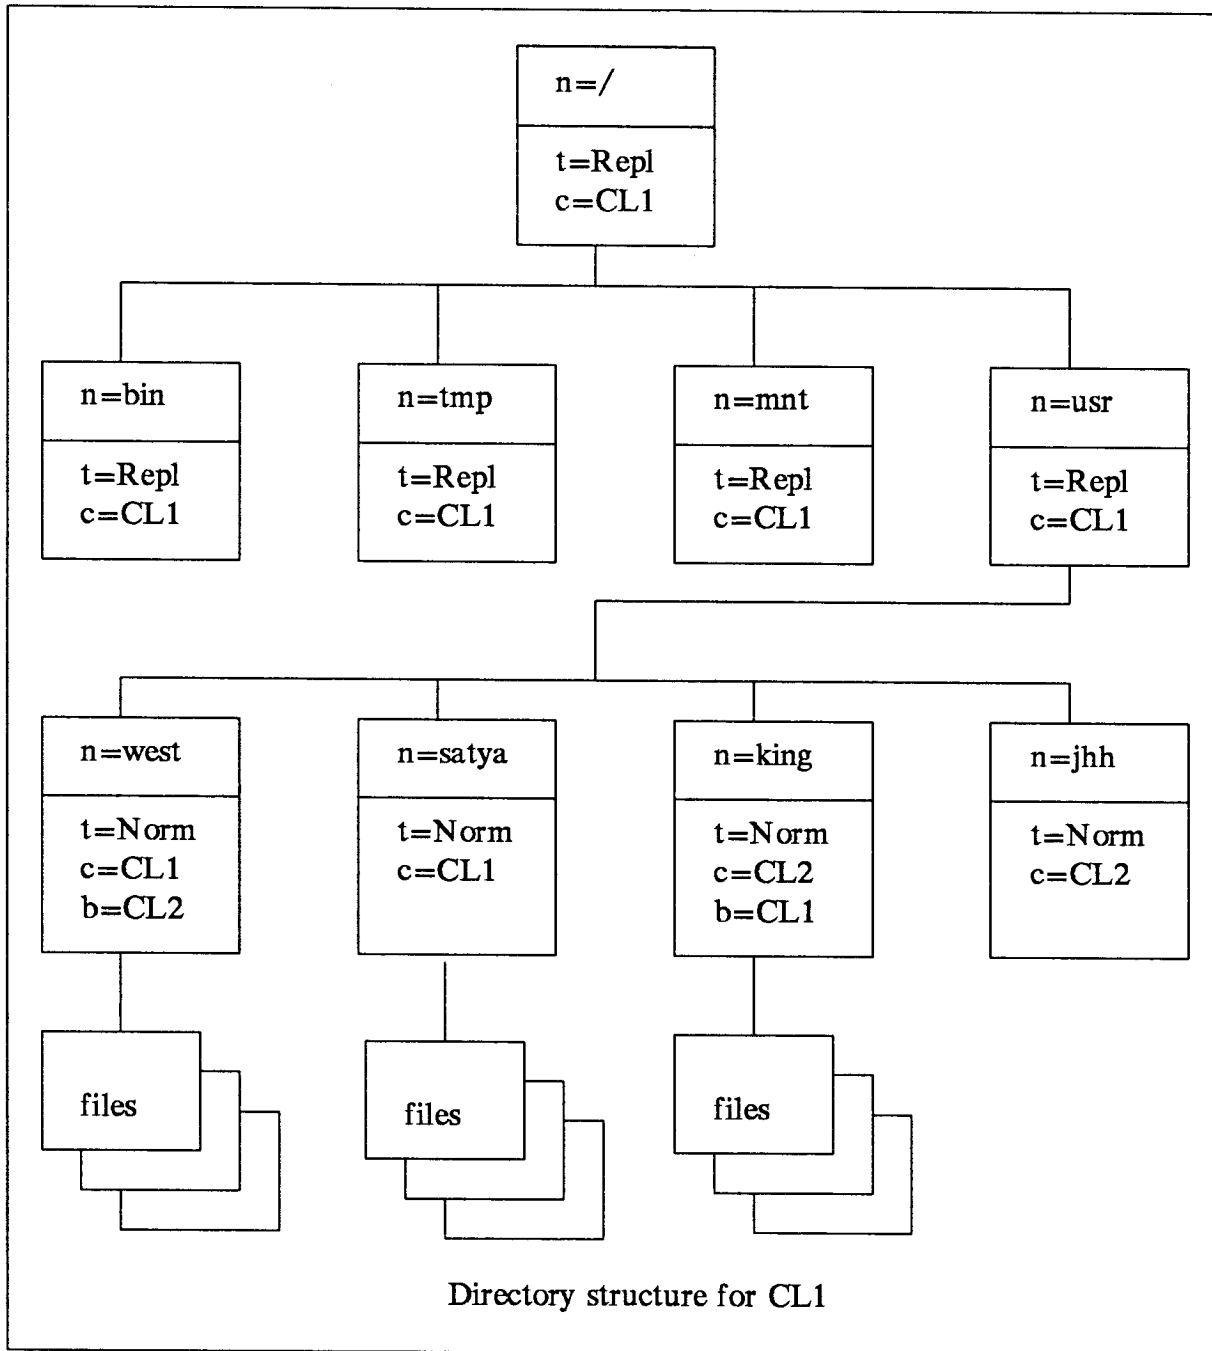 n=/
t=Repl
c=CL1
n=bin
t=Repl
c=CL1
n=tmp
t=Repl
c=CL1
n=mnt
t=Repl
c=CL1
n=usr
t=Repl
c=CL1
n=west
t=Norm
c=CL1
b=CL2
n=satya
t=Norm
c=CL1
n=king
t=Norm
c=CL2
b=CL1
n=jhh
t=Norm
c=CL2
files
files
files
Directory structure for CL1